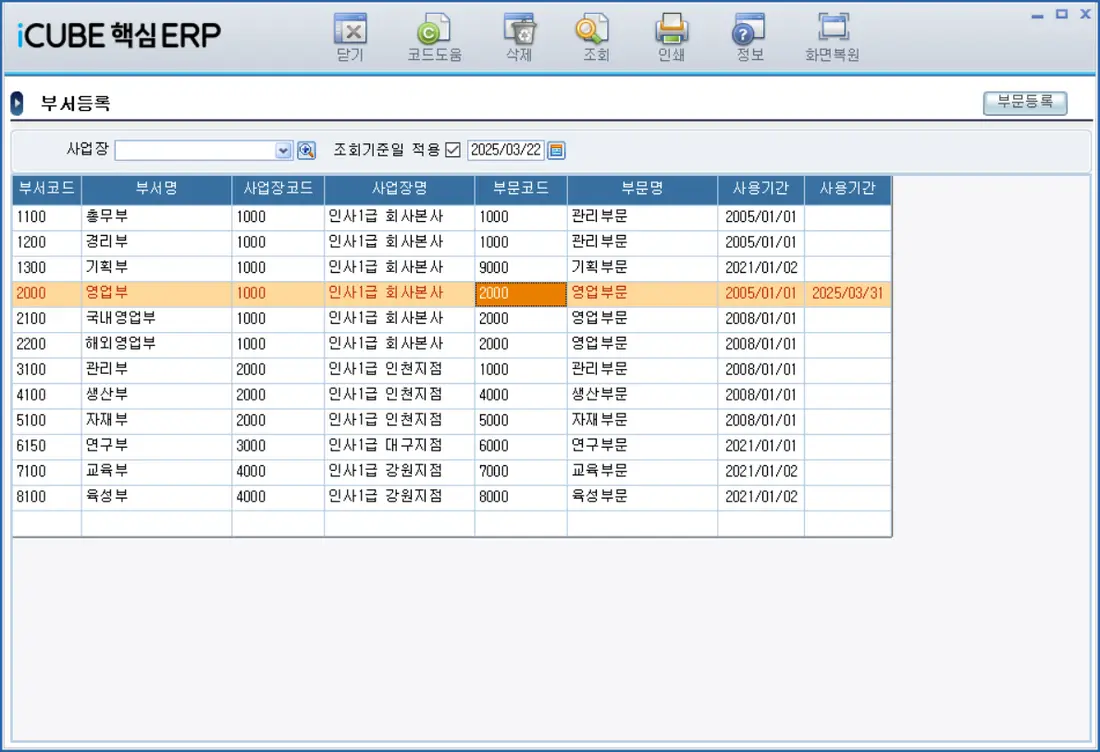 iCUBE 핵심 ERP
닫기 코드도움 삭제 조회 인쇄 정보 화면복원
부서등록 부문등록
사업장 조회기준일 적용 2025/03/22
부서코드 부서명 사업장코드 사업장명 부문코드 부문명 사용기간 사용기간
1100 총무부 1000 인사1급 회사본사 1000 관리부문 2005/01/01
1200 경리부 1000 인사1급 회사본사 1000 관리부문 2005/01/01
1300 기획부 1000 인사1급 회사본사 9000 기획부문 2021/01/02
2000 영업부 1000 인사1급 회사본사 2000 영업부문 2005/01/01 2025/03/31
2100 국내영업부 1000 인사1급 회사본사 2000 영업부문 2008/01/01
2200 해외영업부 1000 인사1급 회사본사 2000 영업부문 2008/01/01
3100 관리부 2000 인사1급 인천지점 1000 관리부문 2008/01/01
4100 생산부 2000 인사1급 인천지점 4000 생산부문 2008/01/01
5100 자재부 2000 인사1급 인천지점 5000 자재부문 2008/01/01
6150 연구부 3000 인사1급 대구지점 6000 연구부문 2021/01/01
7100 교육부 4000 인사1급 강원지점 7000 교육부문 2021/01/02
8100 육성부 4000 인사1급 강원지점 8000 육성부문 2021/01/02